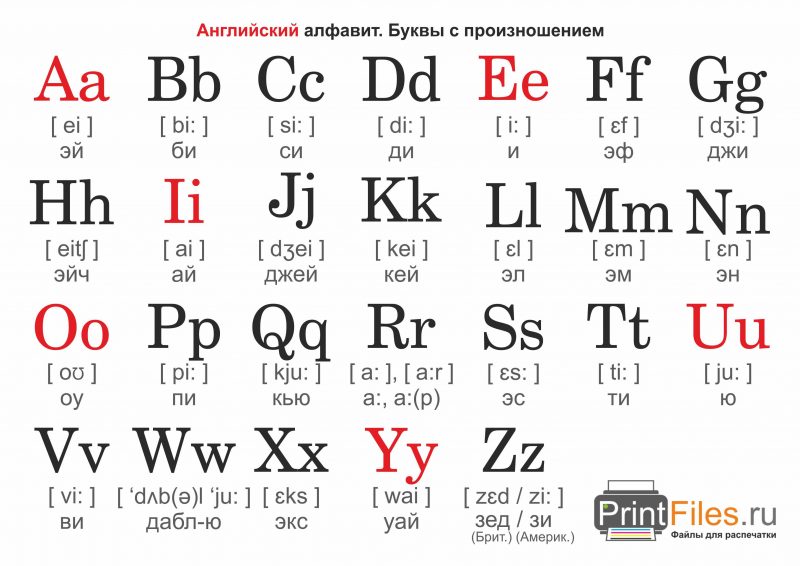 Английский алфавит. Буквы с произношением
Aa Bb Cc Dd Ee Ff Gg
[ ei ] [ bi: ] [ si: ] [ di: ] [ i: ] [ ɛf ] [ dʒi: ]
эй би си ди и эф джи
Hh Ii Jj Kk Ll Mm Nn
[ eitʃ ] [ ai ] [ dʒei ] [ kei ] [ ɛl ] [ ɛm ] [ ɛn ]
эйч ай джей кей эл эм эн
Oo Pp Qq Rr Ss Tt Uu
[ oʊ ] [ pi: ] [ kju: ] [ a: ], [ a:r ] [ ɛs: ] [ ti: ] [ ju: ]
оу пи кью а:, а:(р) эс ти ю
Vv Ww Xx Yy Zz
[ vi: ] [ ‘dʌb(ə)l ‘ju: ] [ ɛks ] [ wai ] [ zɛd / zi: ]
ви дабл-ю экс уай зед / зи
(Брит.) (Америк.)
PrintFiles.ru
Файлы для распечатки